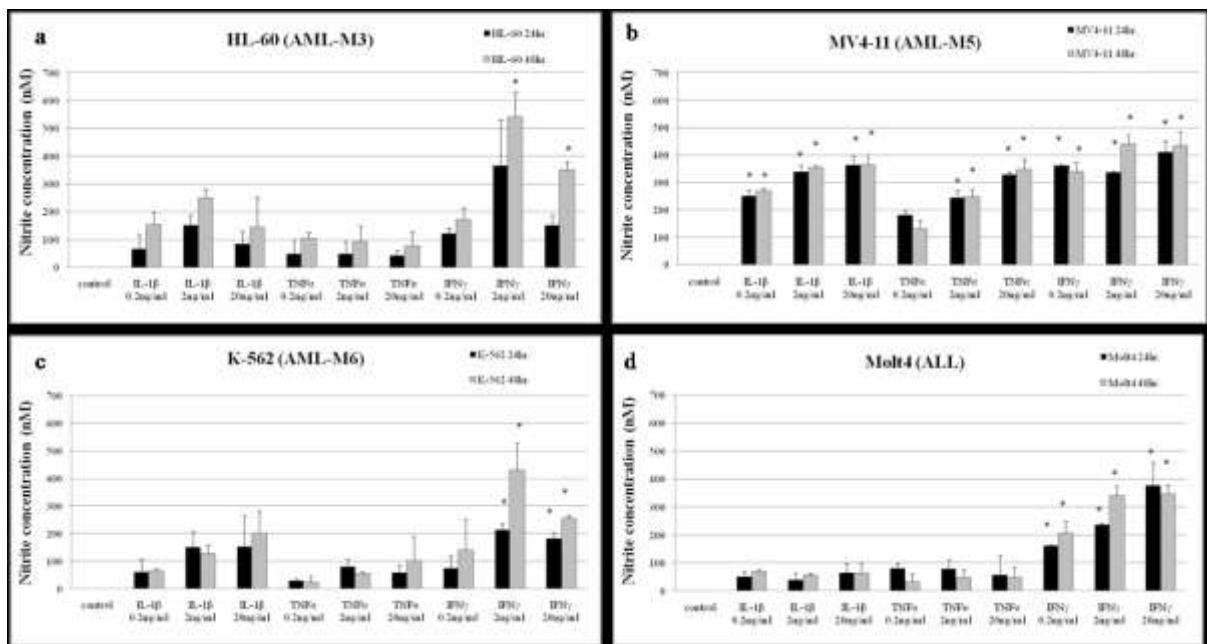 a
HL-60 (AML-M3)
HL-60 24hr.
HL-60 48hr.
Nitrite concentration (nM)
700
600
500
400
300
200
100
0
* *
control IL-1β 0.2ng/ml IL-1β 2ng/ml IL-1β 20ng/ml TNFα 0.2ng/ml TNFα 2ng/ml TNFα 20ng/ml IFNγ 0.2ng/ml IFNγ 2ng/ml IFNγ 20ng/ml
b
MV4-11 (AML-M5)
MV4-11 24hr.
MV4-11 48hr.
Nitrite concentration (nM)
700
600
500
400
300
200
100
0
* * * * * * * * * * * * * * * *
control IL-1β 0.2ng/ml IL-1β 2ng/ml IL-1β 20ng/ml TNFα 0.2ng/ml TNFα 2ng/ml TNFα 20ng/ml IFNγ 0.2ng/ml IFNγ 2ng/ml IFNγ 20ng/ml
c
K-562 (AML-M6)
K-562 24hr.
K-562 48hr.
Nitrite concentration (nM)
700
600
500
400
300
200
100
0
* * * *
control IL-1β 0.2ng/ml IL-1β 2ng/ml IL-1β 20ng/ml TNFα 0.2ng/ml TNFα 2ng/ml TNFα 20ng/ml IFNγ 0.2ng/ml IFNγ 2ng/ml IFNγ 20ng/ml
d
Molt4 (ALL)
Molt4 24hr.
Molt4 48hr.
Nitrite concentration (nM)
700
600
500
400
300
200
100
0
* * * * * *
control IL-1β 0.2ng/ml IL-1β 2ng/ml IL-1β 20ng/ml TNFα 0.2ng/ml TNFα 2ng/ml TNFα 20ng/ml IFNγ 0.2ng/ml IFNγ 2ng/ml IFNγ 20ng/ml